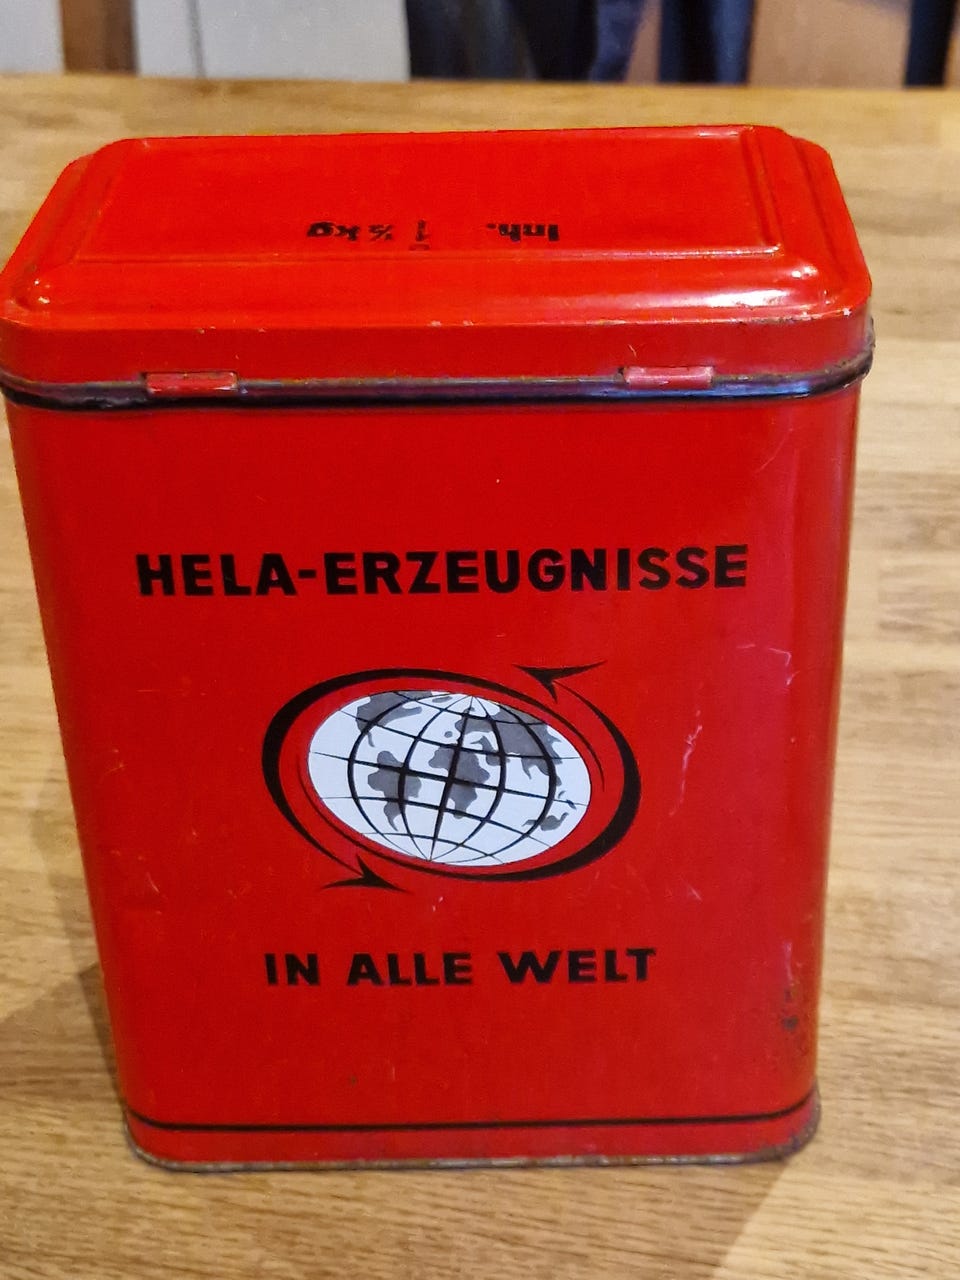 Inh. 1 ½ kg
HELA-ERZEUGNISSE
IN ALLE WELT